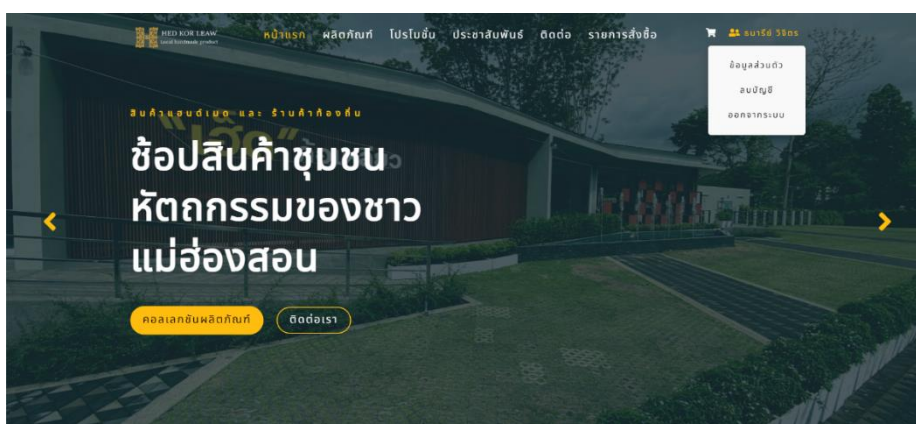 HED KOR LEAW
Local handmade product
หน้าแรก ผลิตภัณฑ์ โปรโมชั่น ประชาสัมพันธ์ ติดต่อ รายการสั่งซื้อ
ธนารีย์ วิจิตร
ข้อมูลส่วนตัว
ลบบัญชี
ออกจากระบบ
สินค้าแฮนด์เมด และ ร้านค้าท้องถิ่น
ช้อปสินค้าชุมชน
หัตถกรรมของชาว
แม่ฮ่องสอน
คอลเลกชันผลิตภัณฑ์ ติดต่อเรา